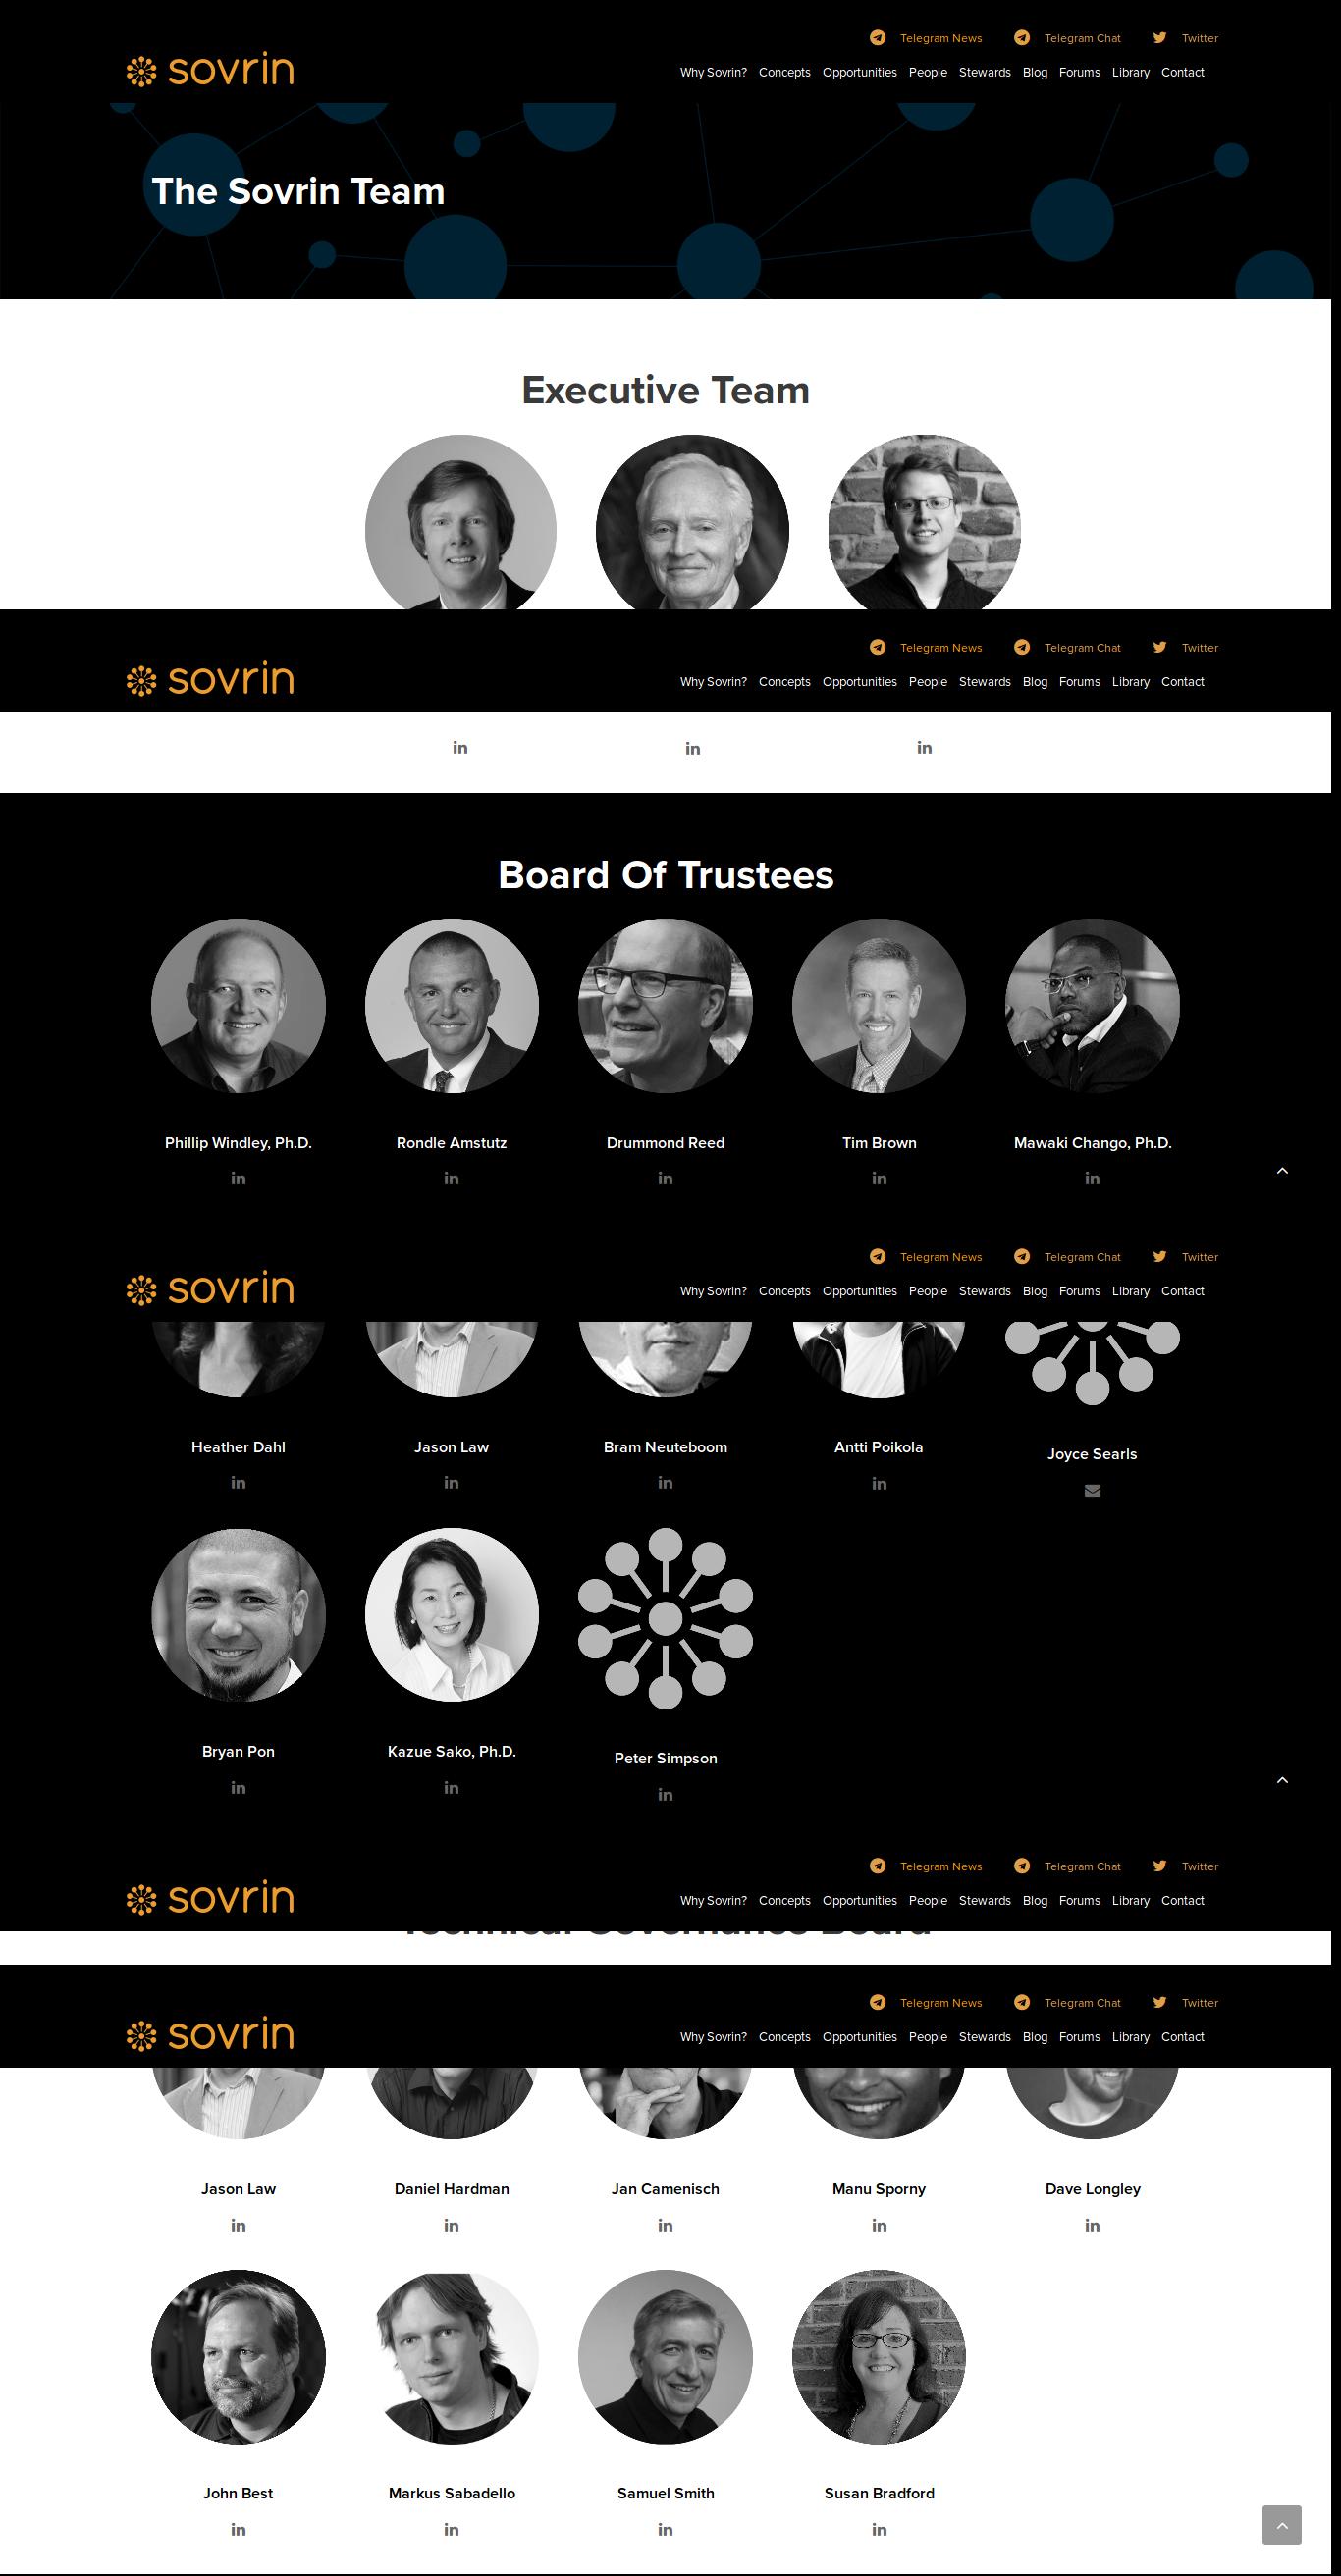 Telegram News Telegram Chat Twitter
sovrin
Why Sovrin? Concepts Opportunities People Stewards Blog Forums Library Contact
The Sovrin Team
Executive Team
Telegram News Telegram Chat Twitter
sovrin
Why Sovrin? Concepts Opportunities People Stewards Blog Forums Library Contact
in in in
Board Of Trustees
Phillip Windley, Ph.D. Rondle Amstutz Drummond Reed Tim Brown Mawaki Chango, Ph.D.
in in in in in
Telegram News Telegram Chat Twitter
sovrin
Why Sovrin? Concepts Opportunities People Stewards Blog Forums Library Contact
Heather Dahl Jason Law Bram Neuteboom Antti Poikola Joyce Searls
in in in in
Bryan Pon Kazue Sako, Ph.D. Peter Simpson
in in in
Telegram News Telegram Chat Twitter
sovrin
Why Sovrin? Concepts Opportunities People Stewards Blog Forums Library Contact
Telegram News Telegram Chat Twitter
sovrin
Why Sovrin? Concepts Opportunities People Stewards Blog Forums Library Contact
Jason Law Daniel Hardman Jan Camenisch Manu Sporny Dave Longley
in in in in in
John Best Markus Sabadello Samuel Smith Susan Bradford
in in in in